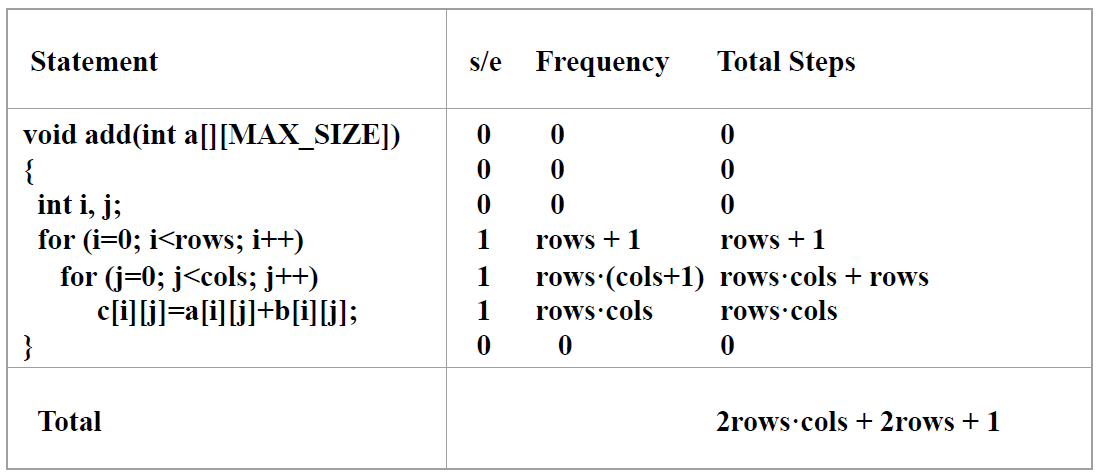 Statement s/e Frequency Total Steps
void add(int a[][MAX_SIZE]) 0 0 0
{ 0 0 0
int i, j; 0 0 0
for (i=0; i<rows; i++) 1 rows + 1 rows + 1
for (j=0; j<cols; j++) 1 rows·(cols+1) rows·cols + rows
c[i][j]=a[i][j]+b[i][j]; 1 rows·cols rows·cols
} 0 0 0
Total 2rows·cols + 2rows + 1